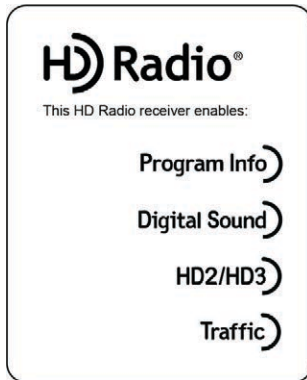 HD Radio®
This HD Radio receiver enables:
Program Info
Digital Sound
HD2/HD3
Traffic